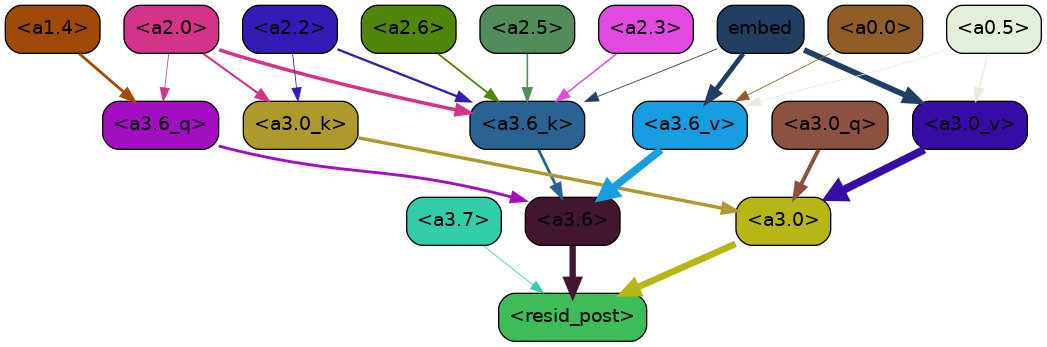 <a1.4> <a2.0> <a2.2> <a2.6> <a2.5> <a2.3> embed <a0.0> <a0.5>
<a3.6_q> <a3.0_k> <a3.6_k> <a3.6_v> <a3.0_q> <a3.0_v>
<a3.7> <a3.6> <a3.0>
<resid_post>